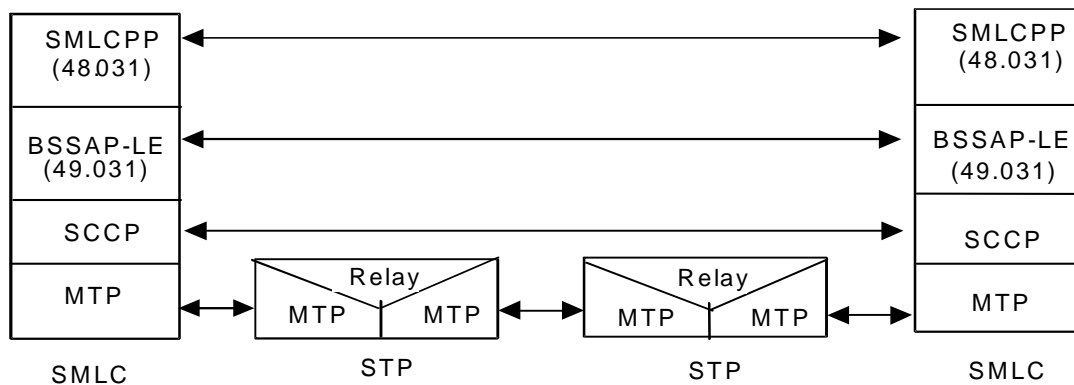 SMLCPP
(48.031)
BSSAP-LE
(49.031)
SCCP
MTP
SMLC
Relay
MTP MTP
STP
Relay
MTP MTP
STP
SMLCPP
(48.031)
BSSAP-LE
(49.031)
SCCP
MTP
SMLC